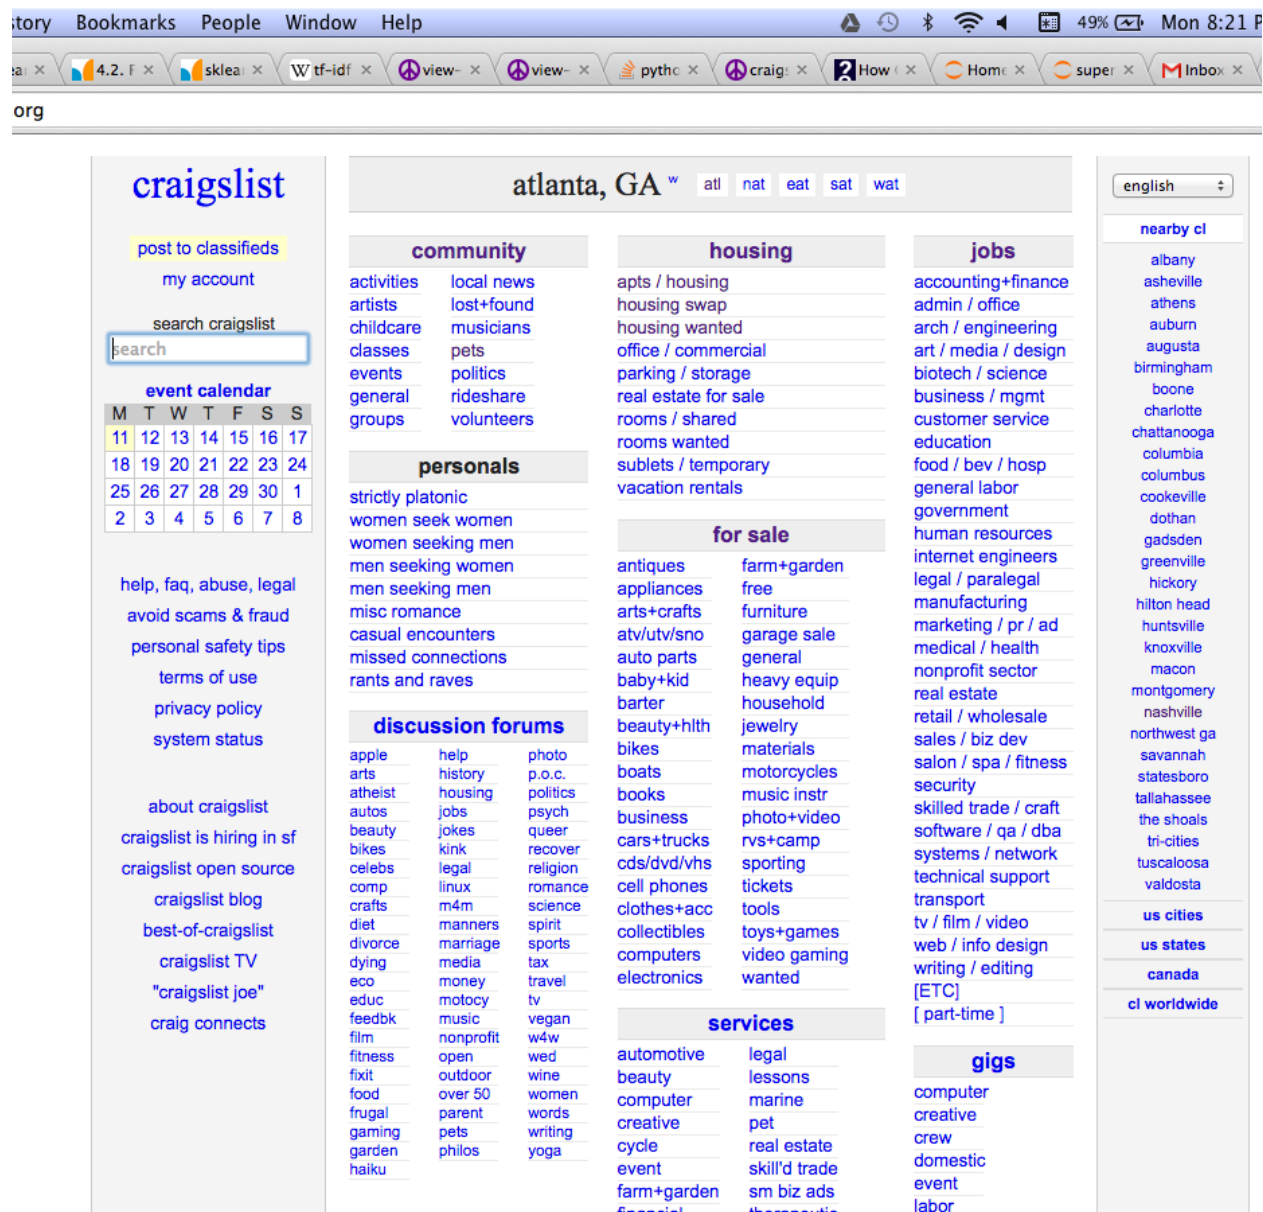 story Bookmarks People Window Help 49% Mon 8:21 P
ea 4.2. F sklea tf-idf view- view- pytho craigs How Home super Inbox
org
craigslist
post to classifieds
my account
search craigslist
search
event calendar
M T W T F S S
11 12 13 14 15 16 17
18 19 20 21 22 23 24
25 26 27 28 29 30 1
2 3 4 5 6 7 8
help, faq, abuse, legal
avoid scams & fraud
personal safety tips
terms of use
privacy policy
system status
about craigslist
craigslist is hiring in sf
craigslist open source
craigslist blog
best-of-craigslist
craigslist TV
"craigslist joe"
craig connects
atlanta, GA w atl nat eat sat wat
community
activities local news
artists lost+found
childcare musicians
classes pets
events politics
general rideshare
groups volunteers
personals
strictly platonic
women seek women
women seeking men
men seeking women
men seeking men
misc romance
casual encounters
missed connections
rants and raves
discussion forums
apple help photo
arts history p.o.c.
atheist housing politics
autos jobs psych
beauty jokes queer
bikes kink recover
celebs legal religion
comp linux romance
crafts m4m science
diet manners spirit
divorce marriage sports
dying media tax
eco money travel
educ motocy tv
feedbk music vegan
film nonprofit w4w
fitness open wed
fixit outdoor wine
food over 50 women
frugal parent words
gaming pets writing
garden philos yoga
haiku
housing
apts / housing
housing swap
housing wanted
office / commercial
parking / storage
real estate for sale
rooms / shared
rooms wanted
sublets / temporary
vacation rentals
for sale
antiques farm+garden
appliances free
arts+crafts furniture
atv/utv/sno garage sale
auto parts general
baby+kid heavy equip
barter household
beauty+hlth jewelry
bikes materials
boats motorcycles
books music instr
business photo+video
cars+trucks rvs+camp
cds/dvd/vhs sporting
cell phones tickets
clothes+acc tools
collectibles toys+games
computers video gaming
electronics wanted
services
automotive legal
beauty lessons
computer marine
creative pet
cycle real estate
event skill'd trade
farm+garden sm biz ads
financial therapeutic
jobs
accounting+finance
admin / office
arch / engineering
art / media / design
biotech / science
business / mgmt
customer service
education
food / bev / hosp
general labor
government
human resources
internet engineers
legal / paralegal
manufacturing
marketing / pr / ad
medical / health
nonprofit sector
real estate
retail / wholesale
sales / biz dev
salon / spa / fitness
security
skilled trade / craft
software / qa / dba
systems / network
technical support
transport
tv / film / video
web / info design
writing / editing
[ETC]
[ part-time ]
gigs
computer
creative
crew
domestic
event
labor
english
nearby cl
albany
asheville
athens
auburn
augusta
birmingham
boone
charlotte
chattanooga
columbia
columbus
cookeville
dothan
gadsden
greenville
hickory
hilton head
huntsville
knoxville
macon
montgomery
nashville
northwest ga
savannah
statesboro
tallahassee
the shoals
tri-cities
tuscaloosa
valdosta
us cities
us states
canada
cl worldwide